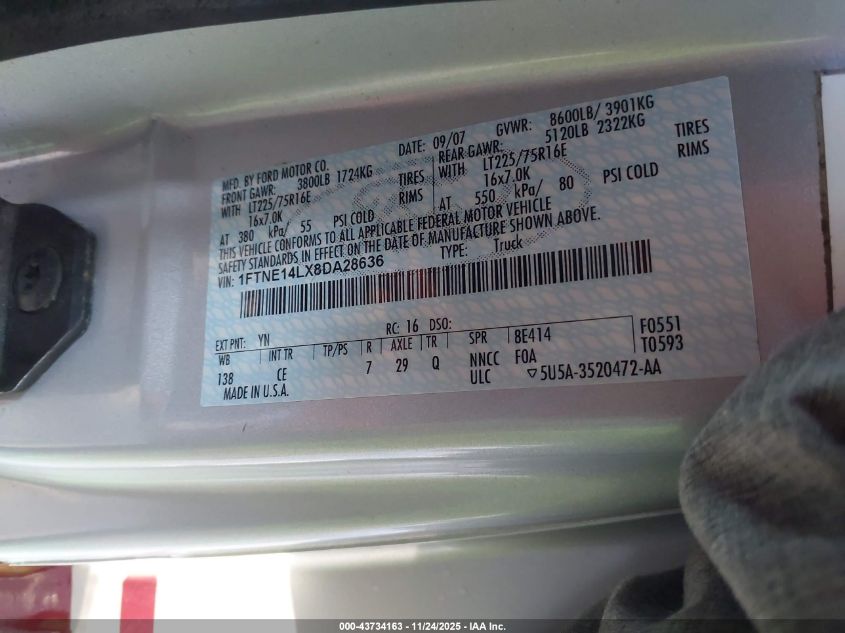 MFD. BY FORD MOTOR CO.
DATE: 09/07 GVWR: 8600LB/ 3901KG
FRONT GAWR: 3800LB 1724KG
REAR GAWR: 5120LB 2322KG
WITH LT225/75R16E TIRES
WITH LT225/75R16E TIRES
16x7.0K RIMS
16x7.0K RIMS
AT 380 kPa/ 55 PSI COLD
AT 550 kPa/ 80 PSI COLD
THIS VEHICLE CONFORMS TO ALL APPLICABLE FEDERAL MOTOR VEHICLE
SAFETY STANDARDS IN EFFECT ON THE DATE OF MANUFACTURE SHOWN ABOVE.
VIN: 1FTNE14LX8DA28636 TYPE: Truck
EXT PNT: YN RC: 16 DSO:
WB INT TR TP/PS R AXLE TR SPR 8E414 F0551
138 CE 7 29 Q NNCC F0A T0593
MADE IN U.S.A. ULC ▽5U5A-3520472-AA
000-43734163 - 11/24/2025 - IAA Inc.